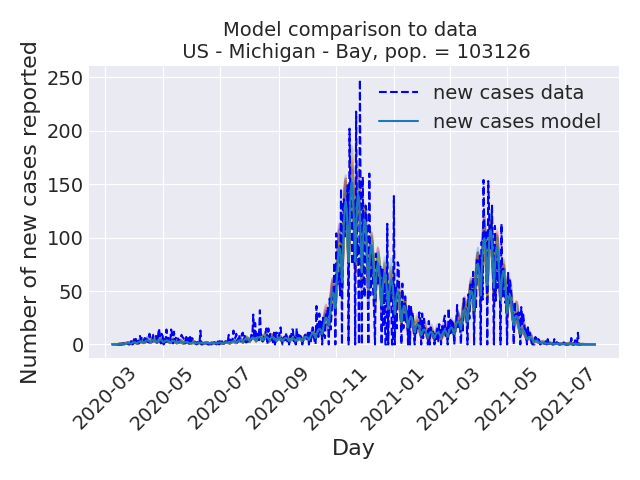 Model comparison to data
US - Michigan - Bay, pop. = 103126
Number of new cases reported
250
200
150
100
50
0
new cases data
new cases model
2020-03
2020-05
2020-07
2020-09
2020-11
2021-01
2021-03
2021-05
2021-07
Day